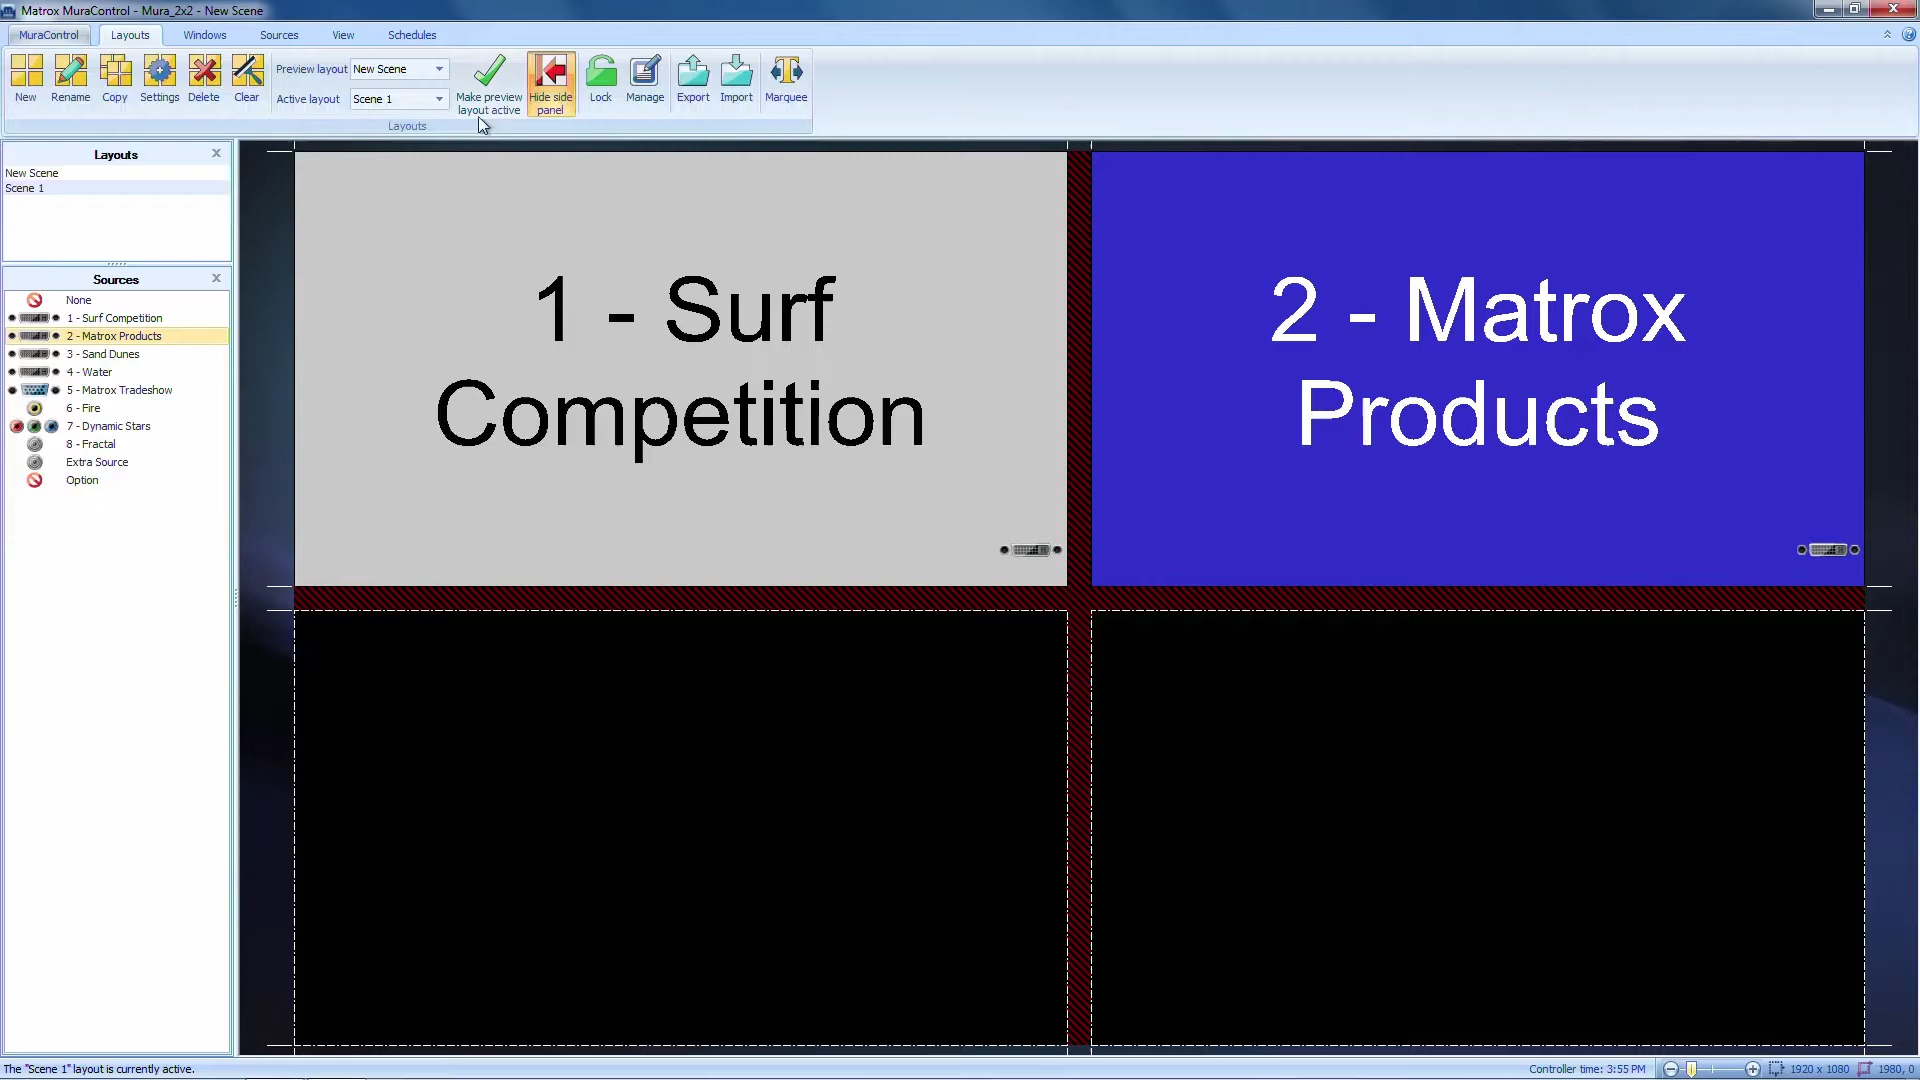 Matrox MuraControl - Mura_2x2 - New Scene
MuraControl Layouts Windows Sources View Schedules
New Rename Copy Settings Delete Clear
Preview layout New Scene
Active layout Scene 1
Make preview
layout active
Hide side
panel
Lock Manage Export Import Marquee
Layouts
Layouts
New Scene
Scene 1
Sources
None
1 - Surf Competition
2 - Matrox Products
3 - Sand Dunes
4 - Water
5 - Matrox Tradeshow
6 - Fire
7 - Dynamic Stars
8 - Fractal
Extra Source
Option
1 - Surf
Competition
2 - Matrox
Products
The "Scene 1" layout is currently active.
Controller time: 3:55 PM
1920 x 1080
1980, 0